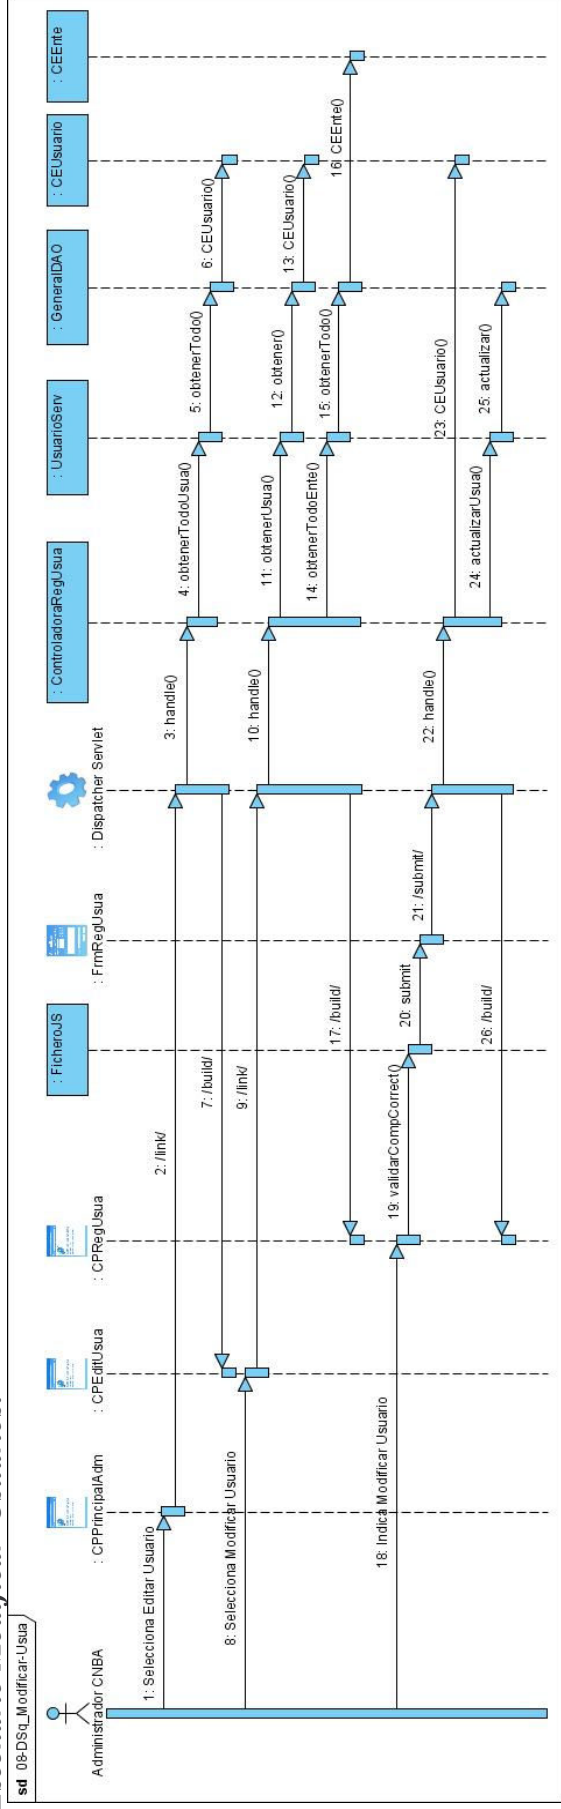 sd 08-DSq_Modificar-Usua
Administrador CNBA
: CPPrincipalAdm
: CPEditUsua
: CPRegUsua
: FicheroJS
: FrmRegUsua
: Dispatcher Servlet
: ControladoraRegUsua
: UsuarioServ
: GeneralDAO
: CEUsuario
: CEEnte
1: Selecciona Editar Usuario
2: /link/
3: handle()
4: obtenerTodoUsua()
5: obtenerTodo()
6: CEUsuario()
7: /build/
8: Selecciona Modificar Usuario
9: /link/
10: handle()
11: obtenerUsua()
12: obtener()
13: CEUsuario()
14: obtenerTodoEnte()
15: obtenerTodo()
16: CEEnte()
17: /build/
18: Indica Modificar Usuario
19: validarCompCorrect()
20: submit
21: /submit/
22: handle()
23: CEUsuario()
24: actualizarUsua()
25: actualizar()
26: /build/